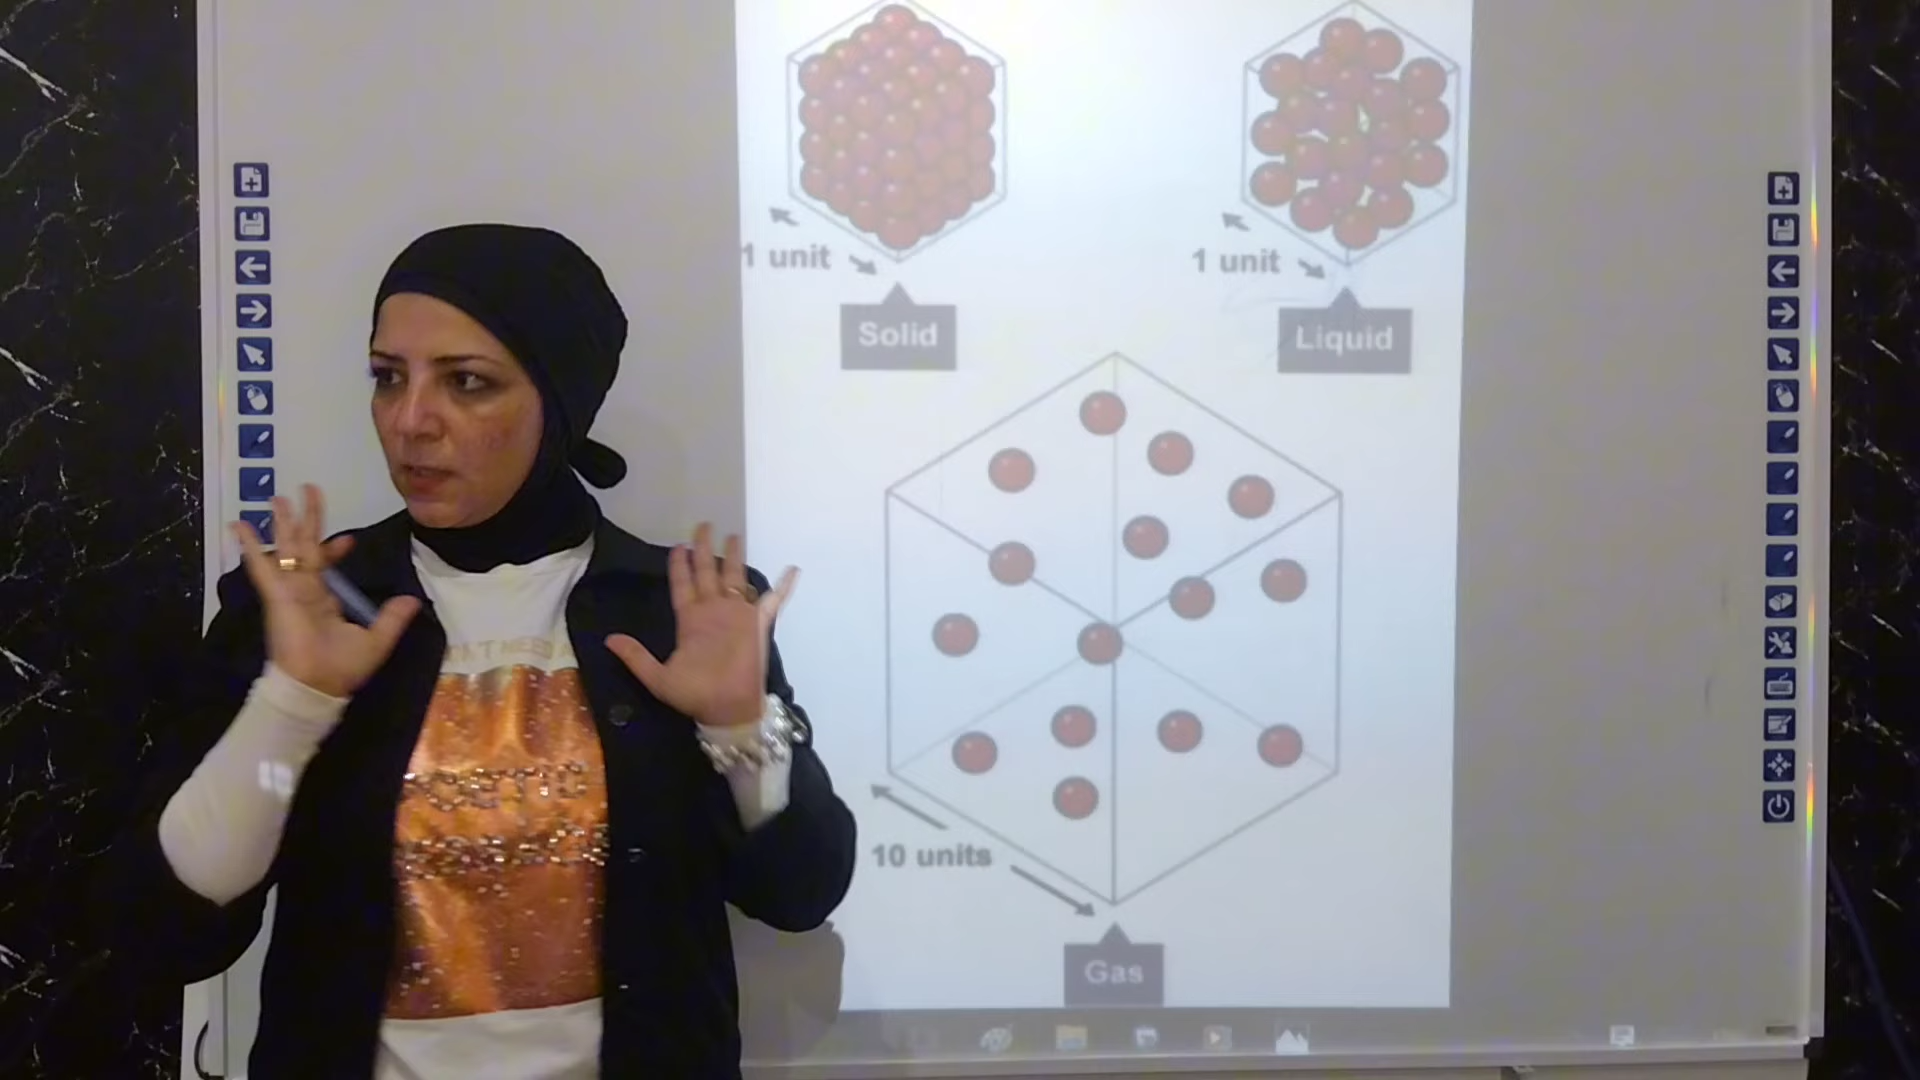 1 unit
1 unit
Solid
Liquid
10 units
Gas